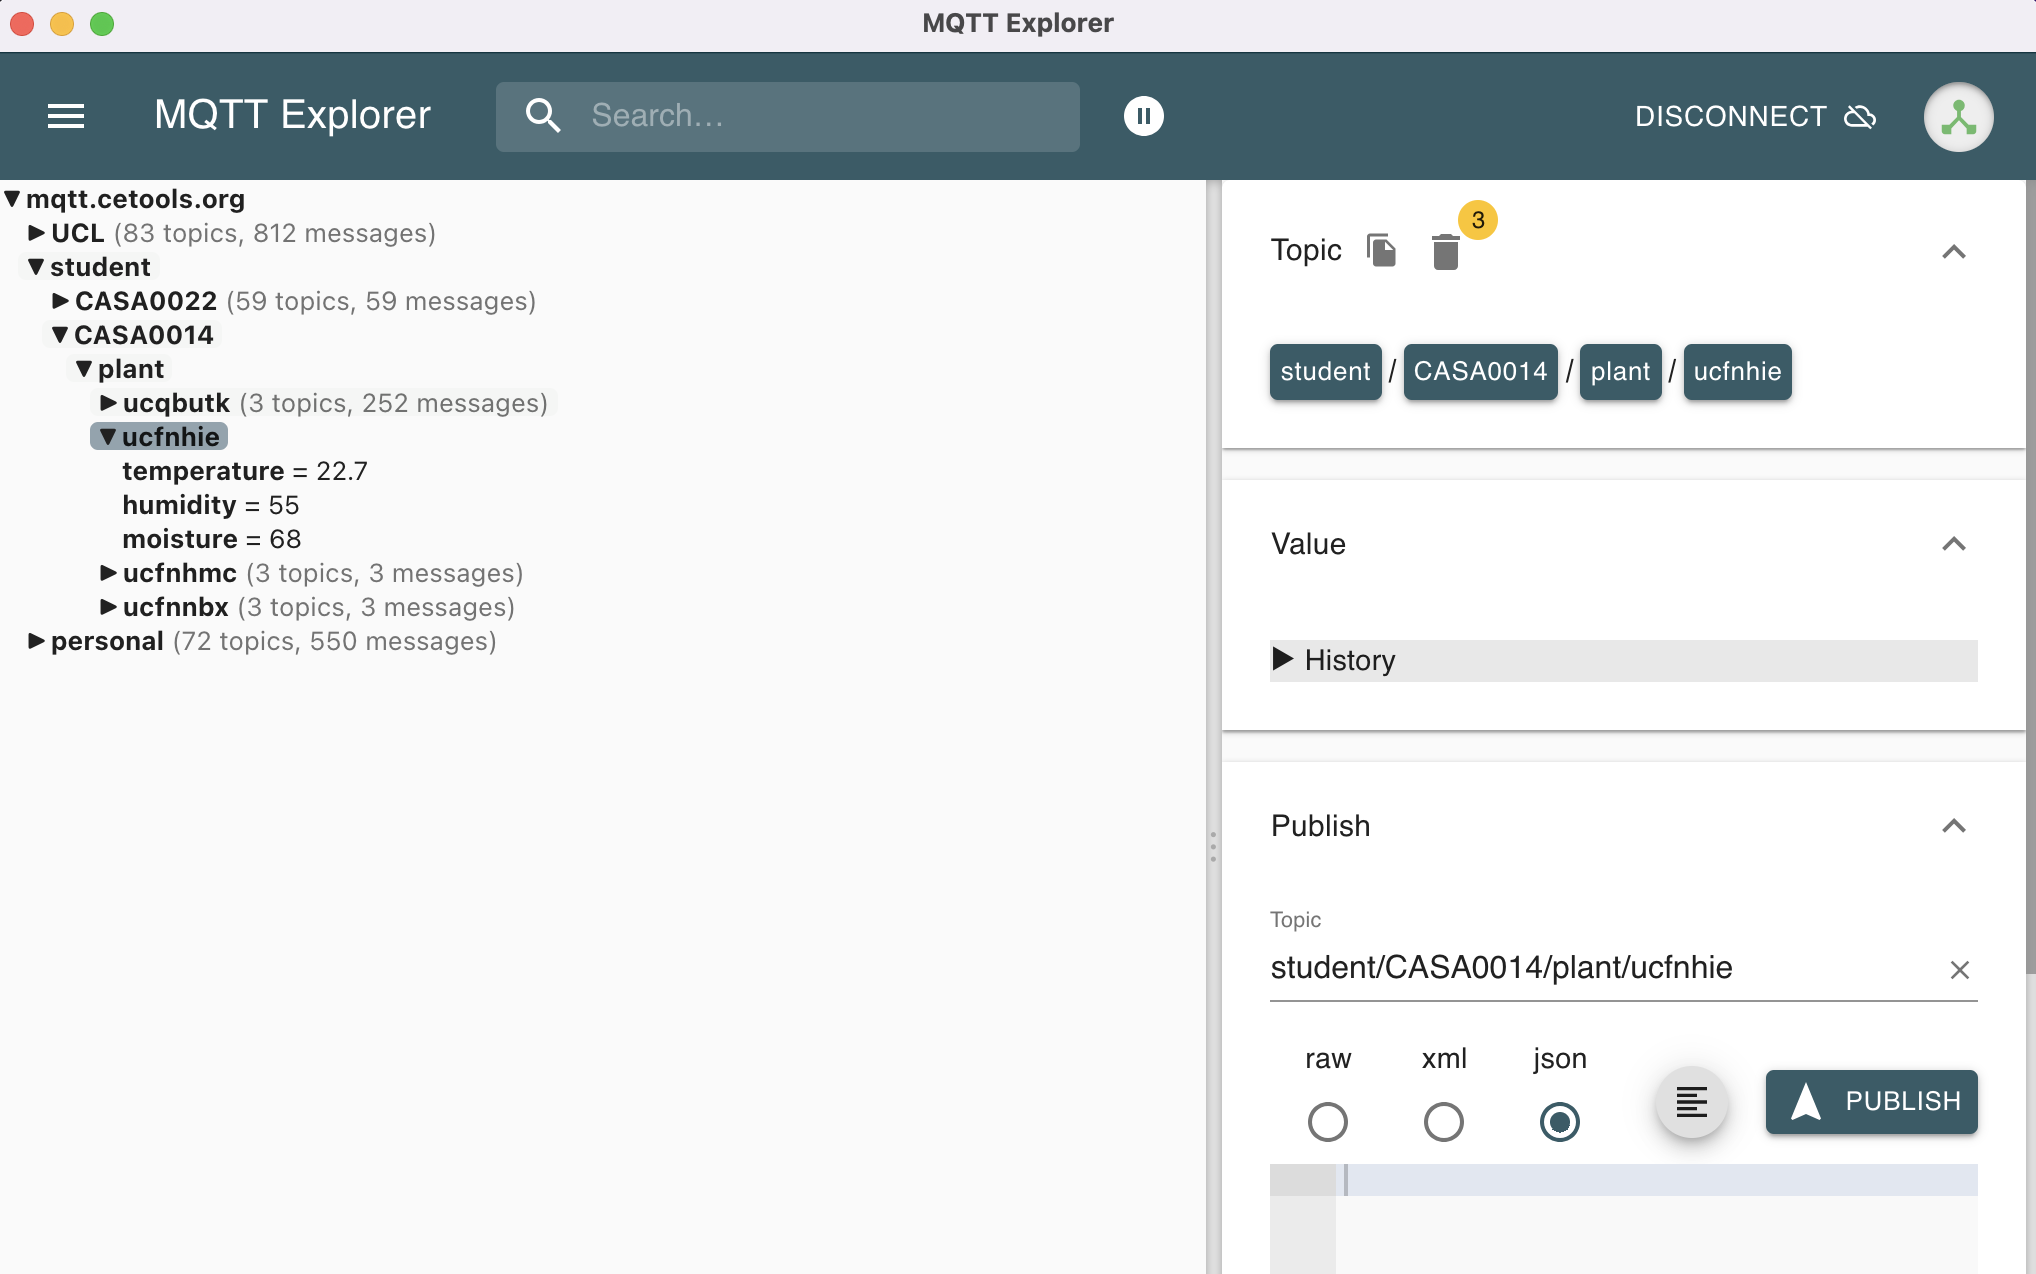 MQTT Explorer
MQTT Explorer
Search...
DISCONNECT
mqtt.cetools.org
UCL (83 topics, 812 messages)
student
CASA0022 (59 topics, 59 messages)
CASA0014
plant
ucqbutk (3 topics, 252 messages)
ucfnhie
temperature = 22.7
humidity = 55
moisture = 68
ucfnhmc (3 topics, 3 messages)
ucfnnbx (3 topics, 3 messages)
personal (72 topics, 550 messages)
Topic 3
student / CASA0014 / plant / ucfnhie
Value
History
Publish
Topic
student/CASA0014/plant/ucfnhie
raw xml json
PUBLISH